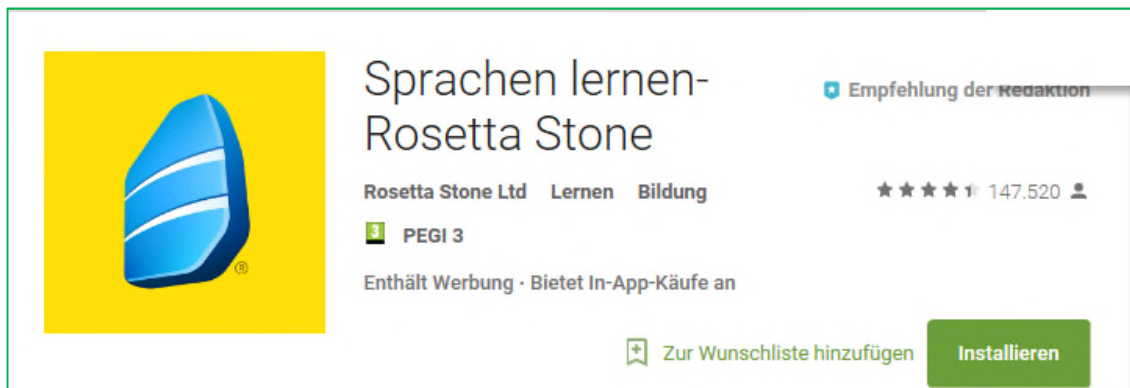 Sprachen lernen-
Rosetta Stone
Empfehlung der Redaktion
Rosetta Stone Ltd Lernen Bildung
147.520
3 PEGI 3
Enthält Werbung · Bietet In-App-Käufe an
Zur Wunschliste hinzufügen
Installieren
®